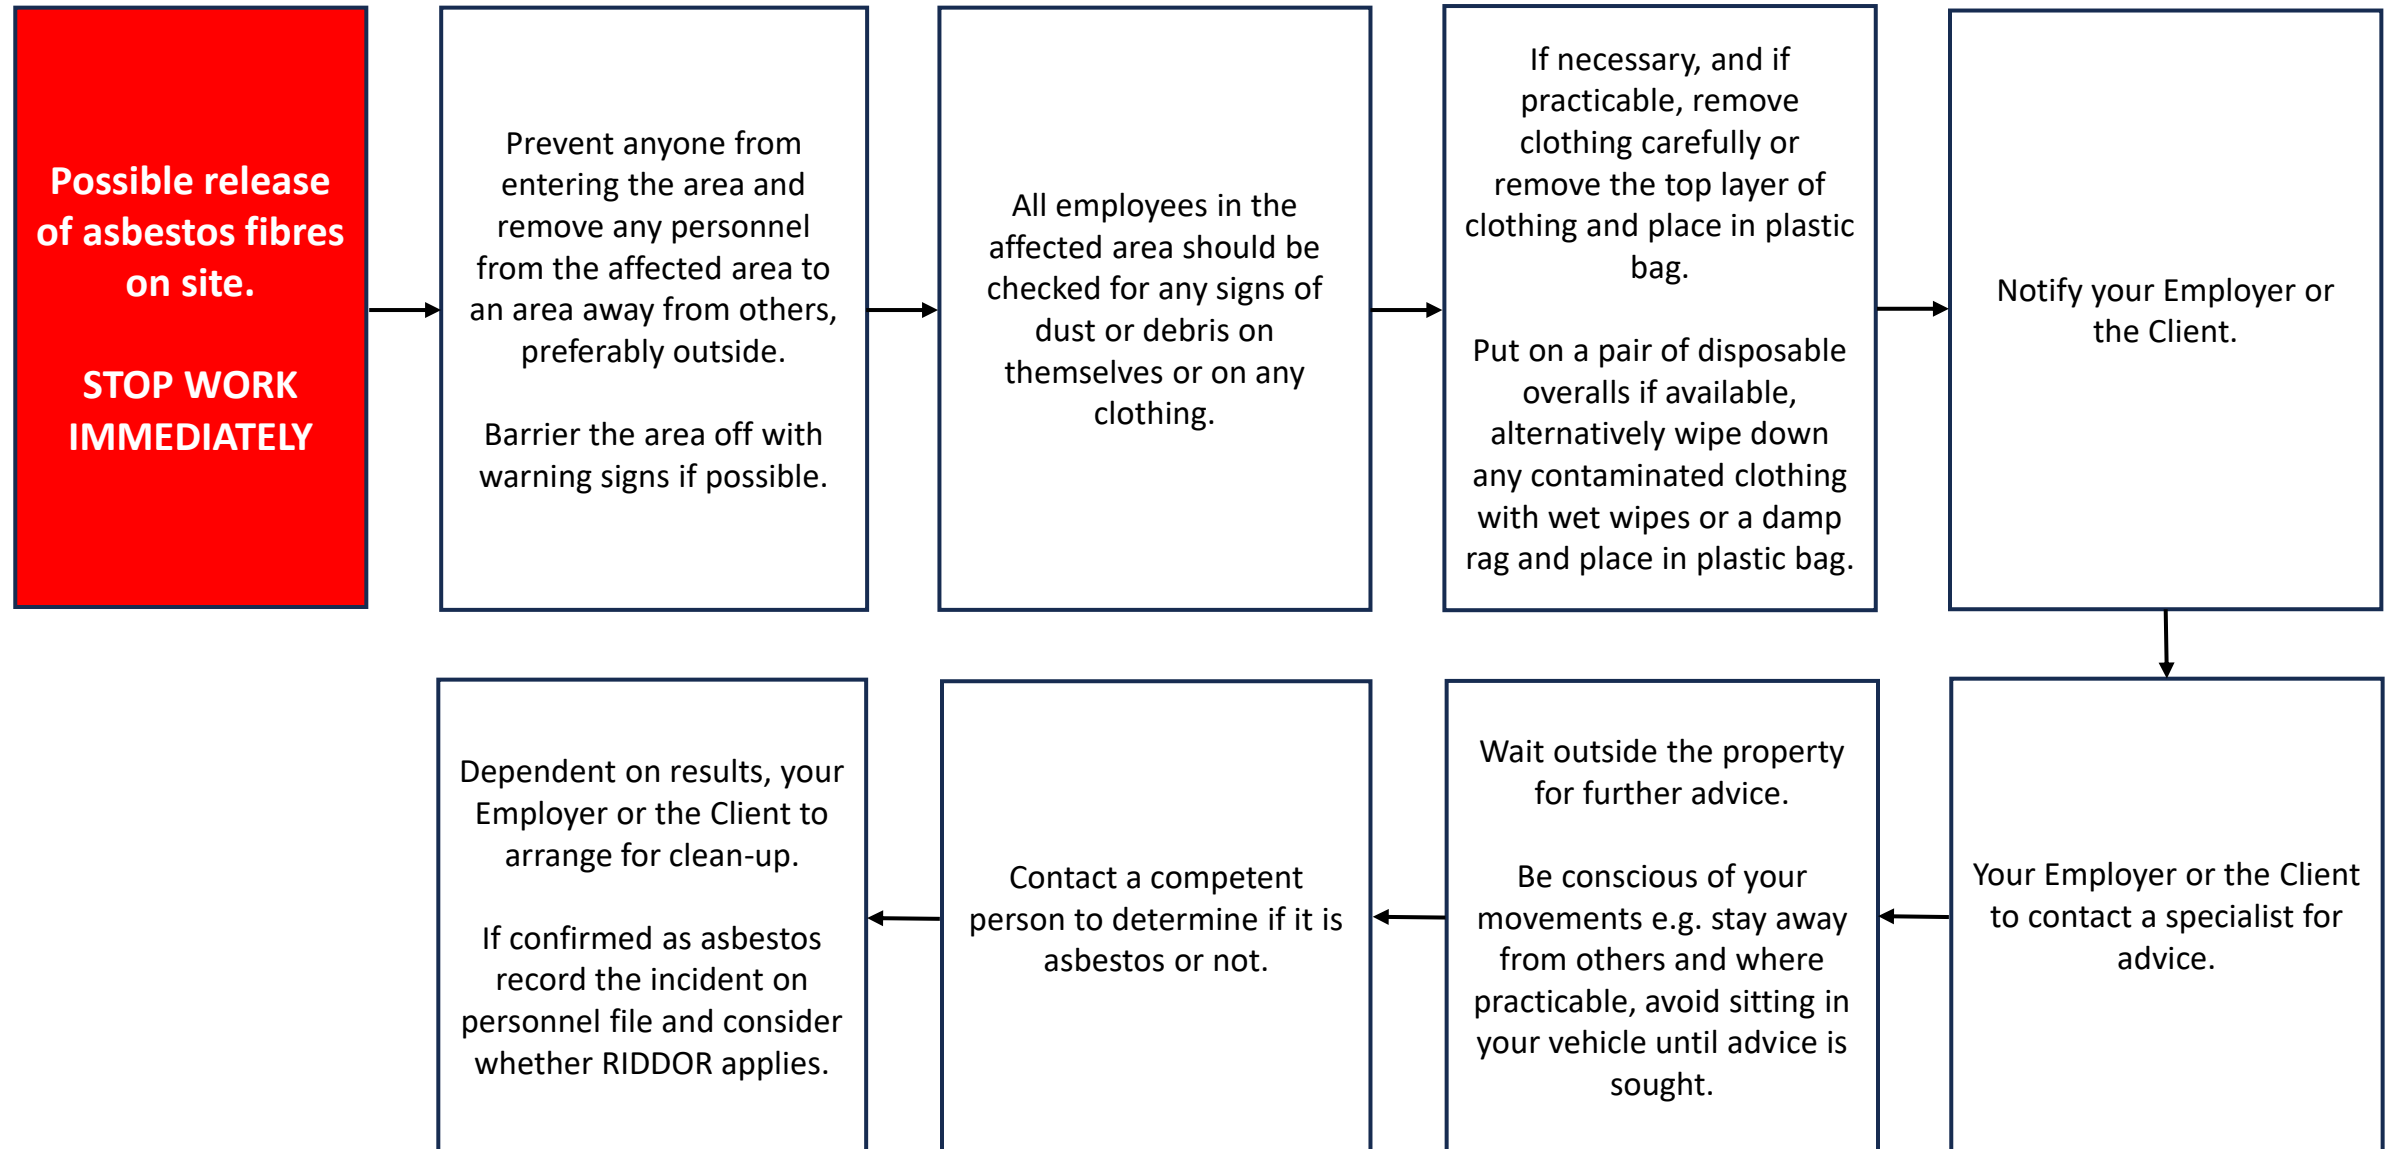 Possible release
of asbestos fibres
on site.
STOP WORK
IMMEDIATELY
Prevent anyone from
entering the area and
remove any personnel
from the affected area to
an area away from others,
preferably outside.
Barrier the area off with
warning signs if possible.
All employees in the
affected area should be
checked for any signs of
dust or debris on
themselves or on any
clothing.
If necessary, and if
practicable, remove
clothing carefully or
remove the top layer of
clothing and place in plastic
bag.
Put on a pair of disposable
overalls if available,
alternatively wipe down
any contaminated clothing
with wet wipes or a damp
rag and place in plastic bag.
Notify your Employer or
the Client.
Your Employer or the Client
to contact a specialist for
advice.
Wait outside the property
for further advice.
Be conscious of your
movements e.g. stay away
from others and where
practicable, avoid sitting in
your vehicle until advice is
sought.
Contact a competent
person to determine if it is
asbestos or not.
Dependent on results, your
Employer or the Client to
arrange for clean-up.
If confirmed as asbestos
record the incident on
personnel file and consider
whether RIDDOR applies.